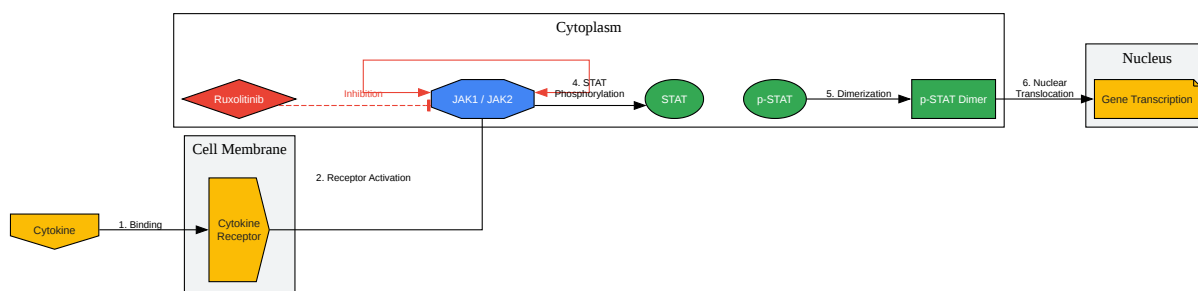 Cytoplasm
Nucleus
Ruxolitinib
Inhibition
JAK1 / JAK2
4. STAT
Phosphorylation
STAT
p-STAT
5. Dimerization
p-STAT Dimer
6. Nuclear
Translocation
Gene Transcription
Cell Membrane
2. Receptor Activation
Cytokine
1. Binding
Cytokine
Receptor